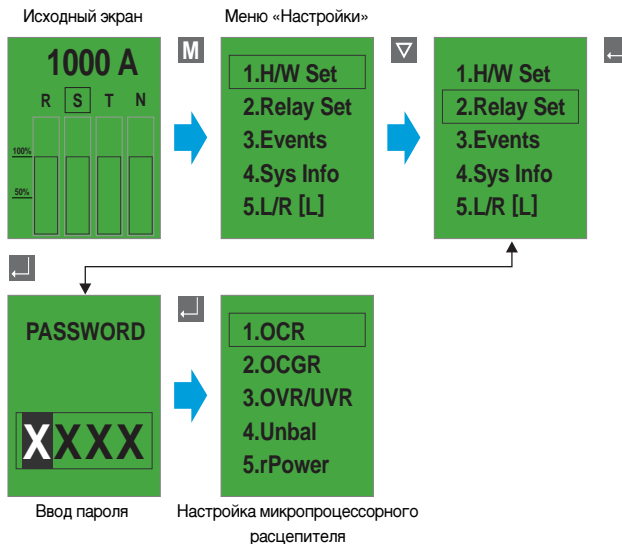 Исходный экран
Меню «Настройки»
1000 A
R S T N
100%
50%
M
1.H/W Set
2.Relay Set
3.Events
4.Sys Info
5.L/R [L]
1.H/W Set
2.Relay Set
3.Events
4.Sys Info
5.L/R [L]
PASSWORD
XXXX
1.OCR
2.OCGR
3.OVR/UVR
4.Unbal
5.rPower
Ввод пароля
Настройка микропроцессорного
расцепителя